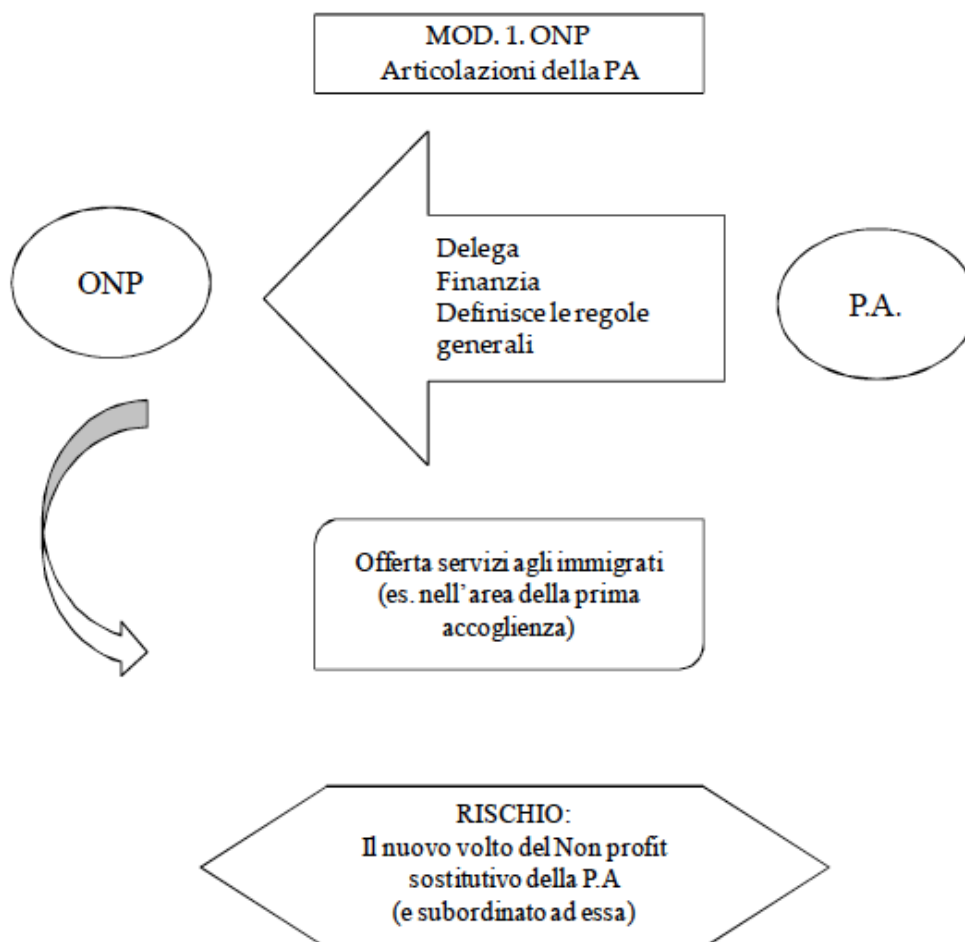 MOD. 1. ONP
Articolazioni della PA
ONP
Delega
Finanzia
Definisce le regole
generali
P.A.
Offerta servizi agli immigrati
(es. nell'area della prima
accoglienza)
RISCHIO:
Il nuovo volto del Non profit
sostitutivo della P.A
(e subordinato ad essa)